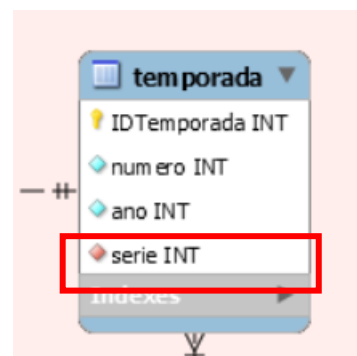 temporada
IDTemporada INT
numero INT
ano INT
serie INT
Indexes